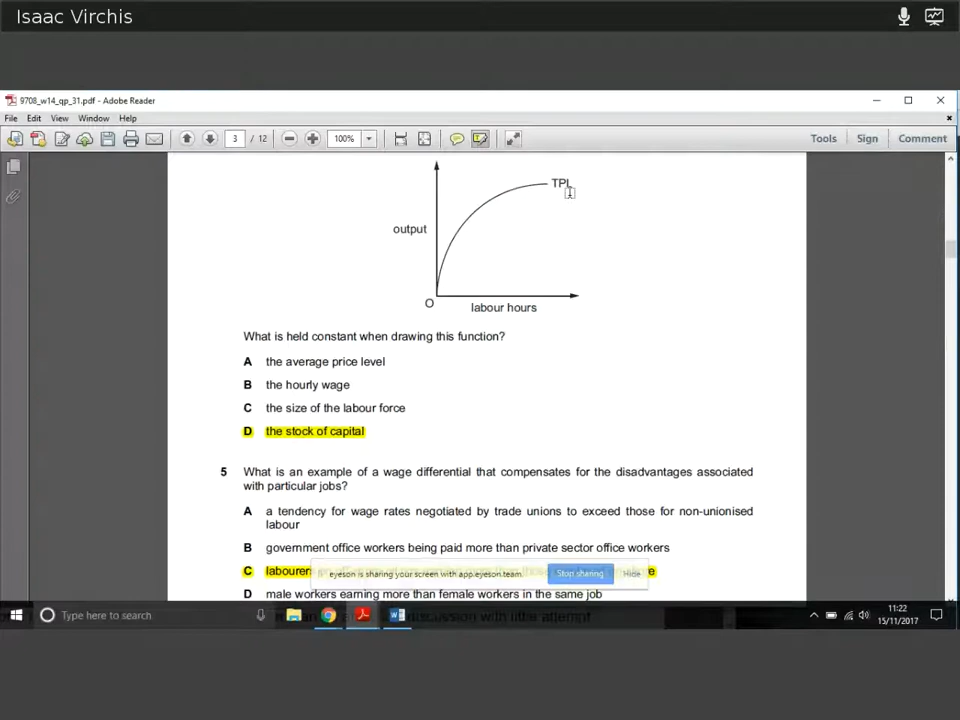 Isaac Virchis
9708_w14_qp_31.pdf - Adobe Reader
File Edit View Window Help
3 / 12 100% Tools Sign Comment
TPL
output
O
labour hours
What is held constant when drawing this function?
A the average price level
B the hourly wage
C the size of the labour force
D the stock of capital
5 What is an example of a wage differential that compensates for the disadvantages associated
with particular jobs?
A a tendency for wage rates negotiated by trade unions to exceed those for non-unionised
labour
B government office workers being paid more than private sector office workers
C labourers
eyeson is sharing your screen with app.eyeson.team. Stop sharing Hide
D male workers earning more than female workers in the same job
discussion with little attempt
Type here to search
11:22
15/11/2017